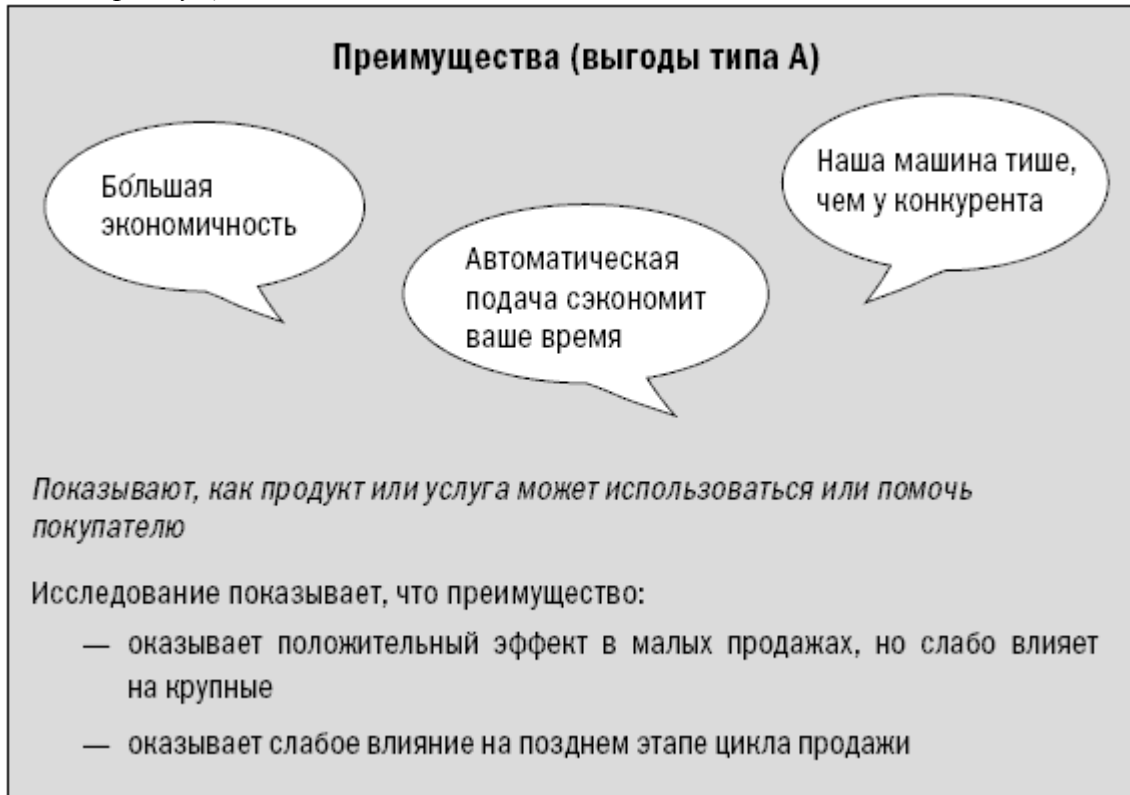 Преимущества (выгоды типа А)
Бо́льшая
экономичность
Автоматическая
подача сэкономит
ваше время
Наша машина тише,
чем у конкурента
Показывают, как продукт или услуга может использоваться или помочь
покупателю
Исследование показывает, что преимущество:
— оказывает положительный эффект в малых продажах, но слабо влияет
на крупные
— оказывает слабое влияние на позднем этапе цикла продажи